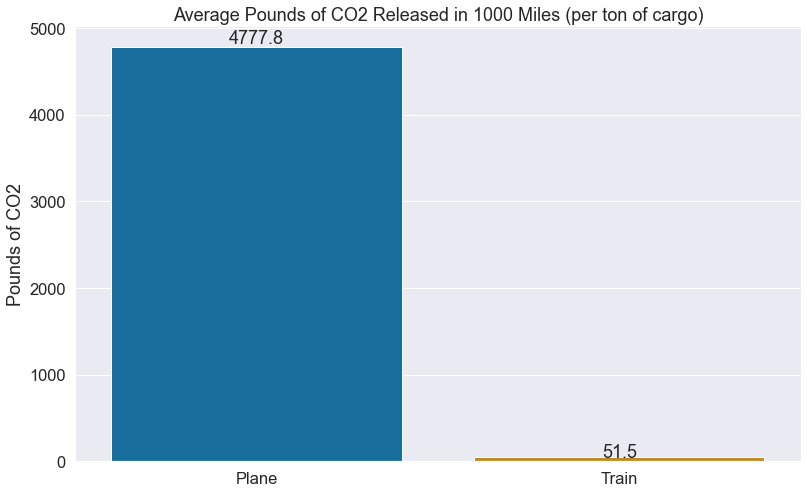 Average Pounds of CO2 Released in 1000 Miles (per ton of cargo)
5000
4777.8
4000
3000
Pounds of CO2
2000
1000
51.5
0
Plane
Train